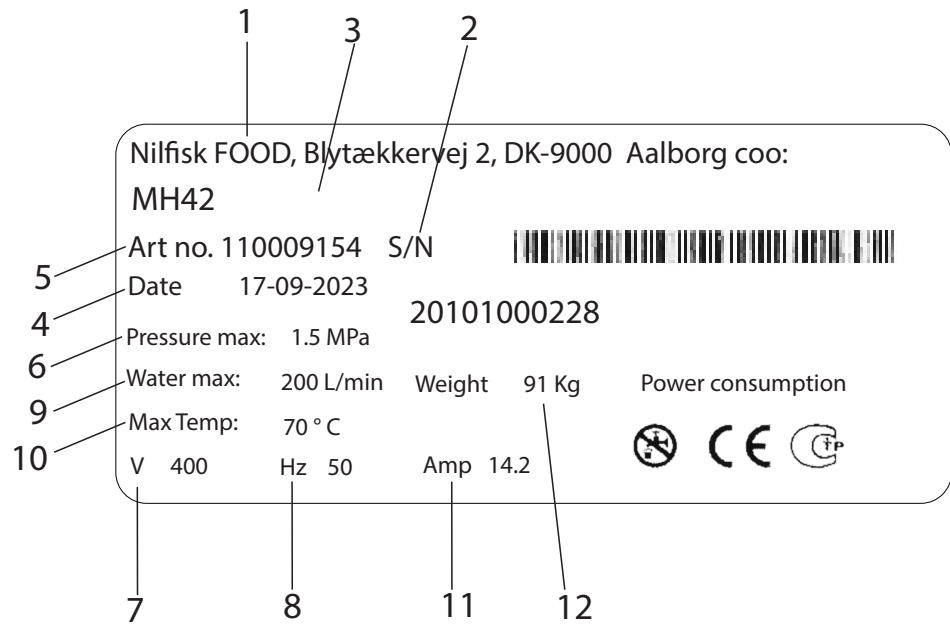 1
3
2
Nilfisk FOOD, Blytækkervej 2, DK-9000 Aalborg coo:
MH42
Art no. 110009154 S/N
5
Date 17-09-2023
4
20101000228
Pressure max: 1.5 MPa
6
Water max: 200 L/min Weight 91 Kg Power consumption
9
Max Temp: 70 ° C
10
V 400 Hz 50 Amp 14.2
CE
7
8
11
12